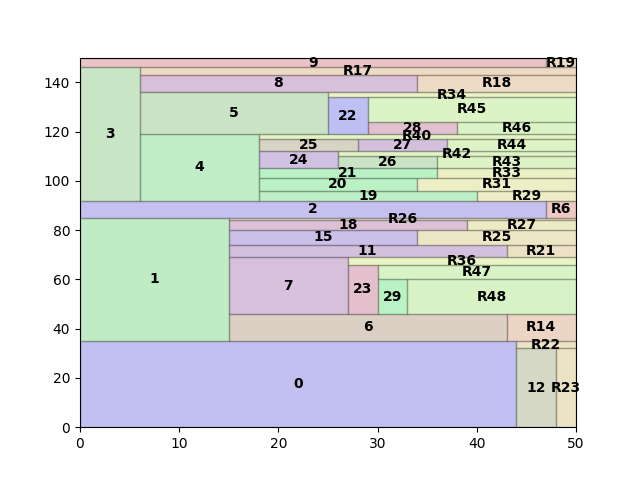 9 R19
R17
140
8 R18
R34
R45
5 22
3
120
28 R46
R40
25 27 R44
R42
24 26 R43
4
21 R33
100
20 R31
19 R29
2 R6
R26
18 R27
80
15 R25
11 R21
R36
R47
60
1
7 23
29 R48
6 R14
40
R22
20
0 12 R23
0
0 10 20 30 40 50